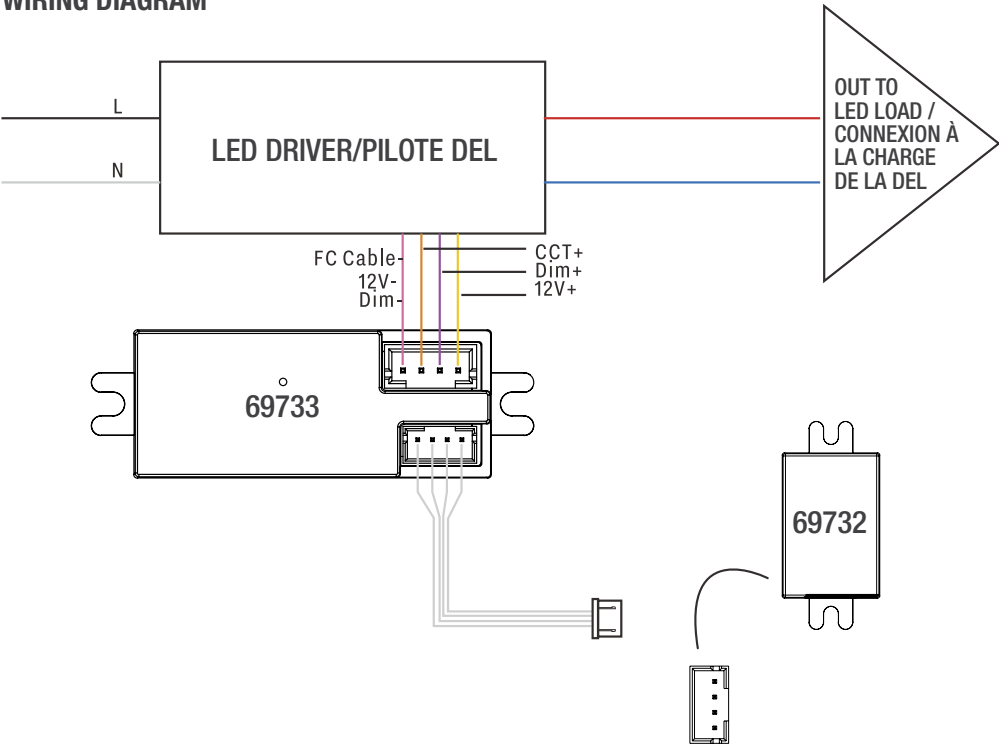 WIRING DIAGRAM
L
N
LED DRIVER/PILOTE DEL
OUT TO
LED LOAD /
CONNEXION À
LA CHARGE
DE LA DEL
FC Cable-
12V-
Dim-
CCT+
Dim+
12V+
69733
69732